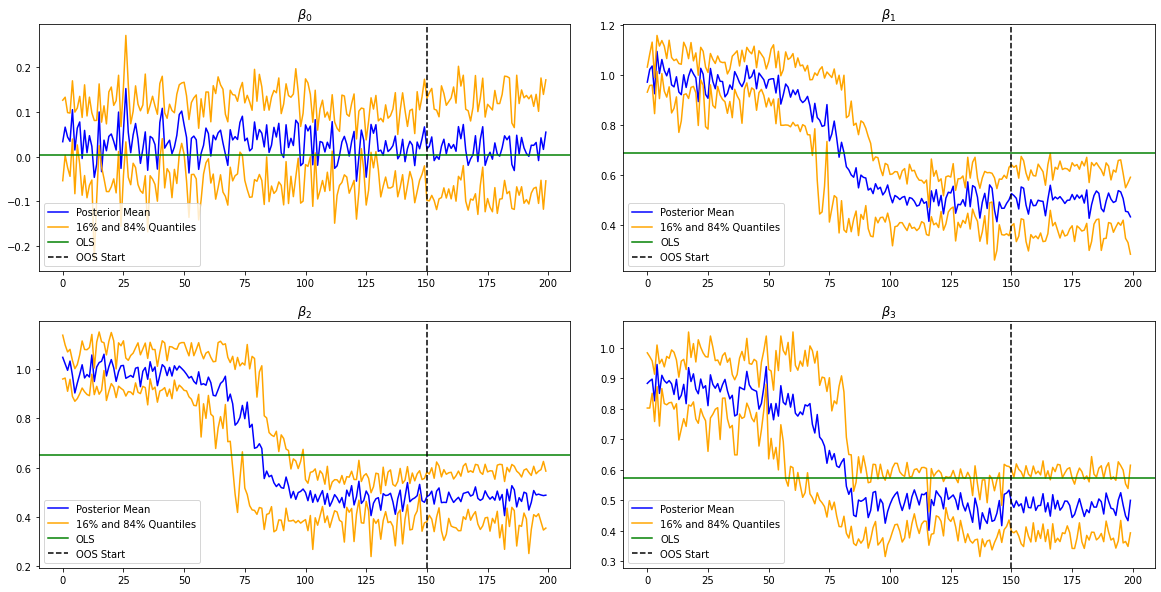 β0
0.2
0.1
0.0
−0.1
−0.2
Posterior Mean
16% and 84% Quantiles
OLS
OOS Start
0 25 50 75 100 125 150 175 200
β1
1.2
1.0
0.8
0.6
0.4
Posterior Mean
16% and 84% Quantiles
OLS
OOS Start
0 25 50 75 100 125 150 175 200
β2
1.0
0.8
0.6
0.4
0.2
Posterior Mean
16% and 84% Quantiles
OLS
OOS Start
0 25 50 75 100 125 150 175 200
β3
1.0
0.9
0.8
0.7
0.6
0.5
0.4
0.3
Posterior Mean
16% and 84% Quantiles
OLS
OOS Start
0 25 50 75 100 125 150 175 200